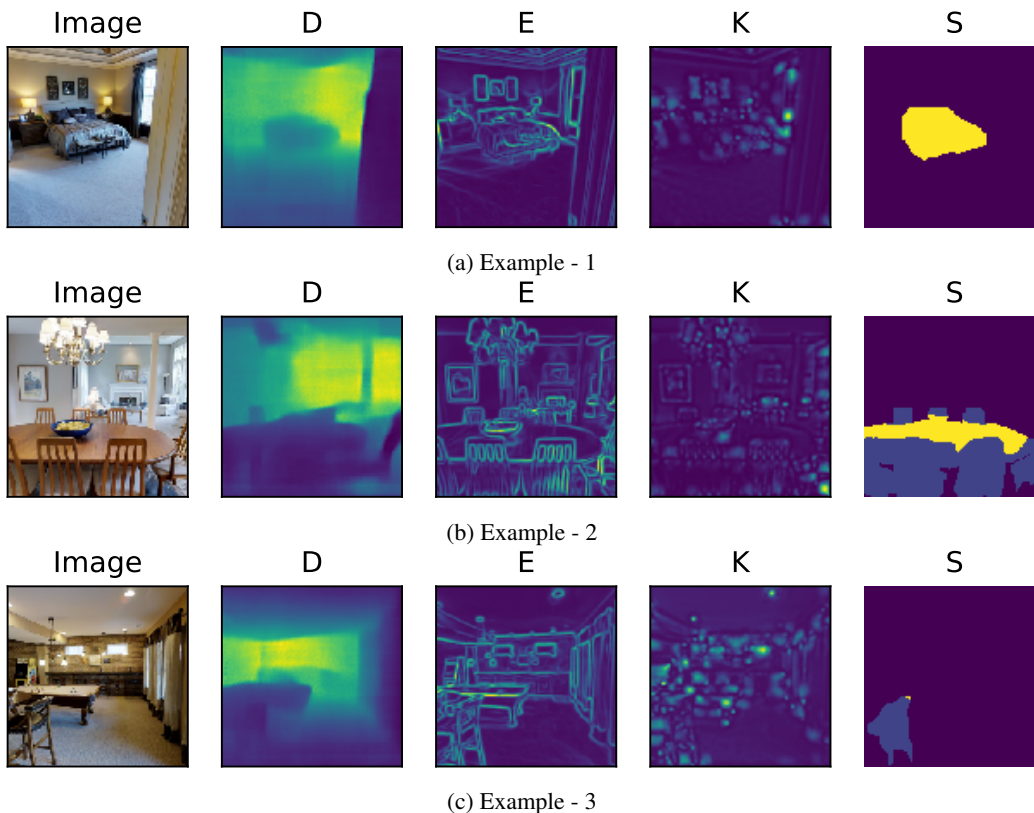 Image D E K S
(a) Example - 1
Image D E K S
(b) Example - 2
Image D E K S
(c) Example - 3